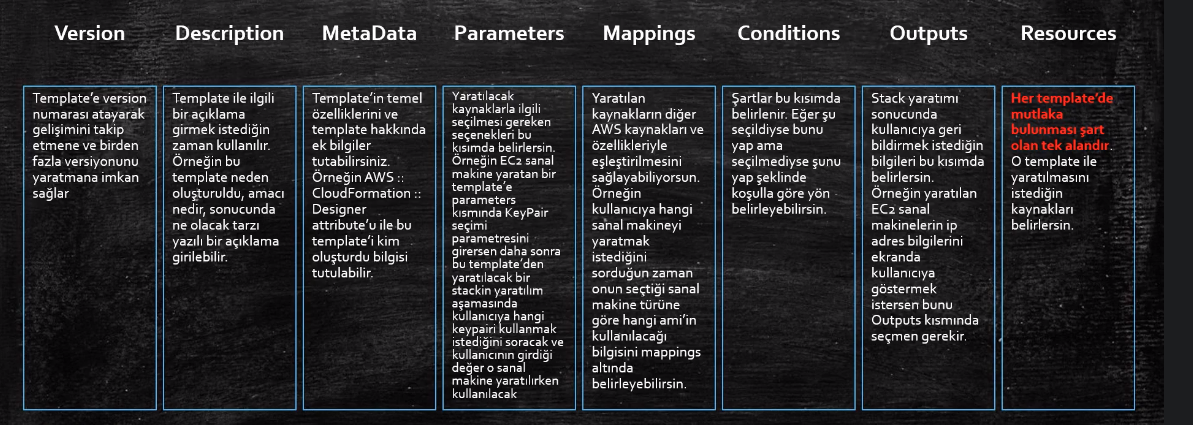 Version
Description
MetaData
Parameters
Mappings
Conditions
Outputs
Resources
Template'e version
numarası atayarak
gelişimini takip
etmene ve birden
fazla versiyonunu
yaratmana imkan
sağlar
Template ile ilgili
bir açıklama
girmek istediğin
zaman kullanılır.
Örneğin bu
template neden
oluşturuldu, amacı
nedir, sonucunda
ne olacak tarzı
yazılı bir açıklama
girilebilir.
Template'in temel
özelliklerini ve
template hakkında
ek bilgiler
tutabilirsiniz.
Örneğin AWS ::
CloudFormation ::
Designer
attribute'u ile bu
template'i kim
oluşturdu bilgisi
tutulabilir.
Yaratılacak
kaynaklarla ilgili
seçilmesi gereken
seçenekleri bu
kısımda belirlersin.
Örneğin EC2 sanal
makine yaratan bir
template'e
parameters
kısmında KeyPair
seçimi
parametresini
girersen daha sonra
bu template'den
yaratılacak bir
stackin yaratılım
aşamasında
kullanıcıya hangi
keypairi kullanmak
istediğini soracak ve
kullanıcının girdiği
değer o sanal
makine yaratılırken
kullanılacak
Yaratılan
kaynakların diğer
AWS kaynakları ve
özellikleriyle
eşleştirilmesini
sağlayabiliyorsun.
Örneğin
kullanıcıya hangi
sanal makineyi
yaratmak
istediğini
sorduğun zaman
onun seçtiği sanal
makine türüne
göre hangi ami'in
kullanılacağı
bilgisini mappings
altında
belirleyebilirsin.
Şartlar bu kısımda
belirlenir. Eğer şu
seçildiyse bunu
yap ama
seçilmediyse şunu
yap şeklinde
koşulla göre yön
belirleyebilirsin.
Stack yaratımı
sonucunda
kullanıcıya geri
bildirmek istediğin
bilgileri bu kısımda
belirlersin.
Örneğin yaratılan
EC2 sanal
makinelerin ip
adres bilgilerini
ekranda
kullanıcıya
göstermek
istersen bunu
Outputs kısmında
seçmen gerekir.
Her template'de
mutlaka
bulunması şart
olan tek alandır.
O template ile
yaratılmasını
istediğin
kaynakları
belirlersin.